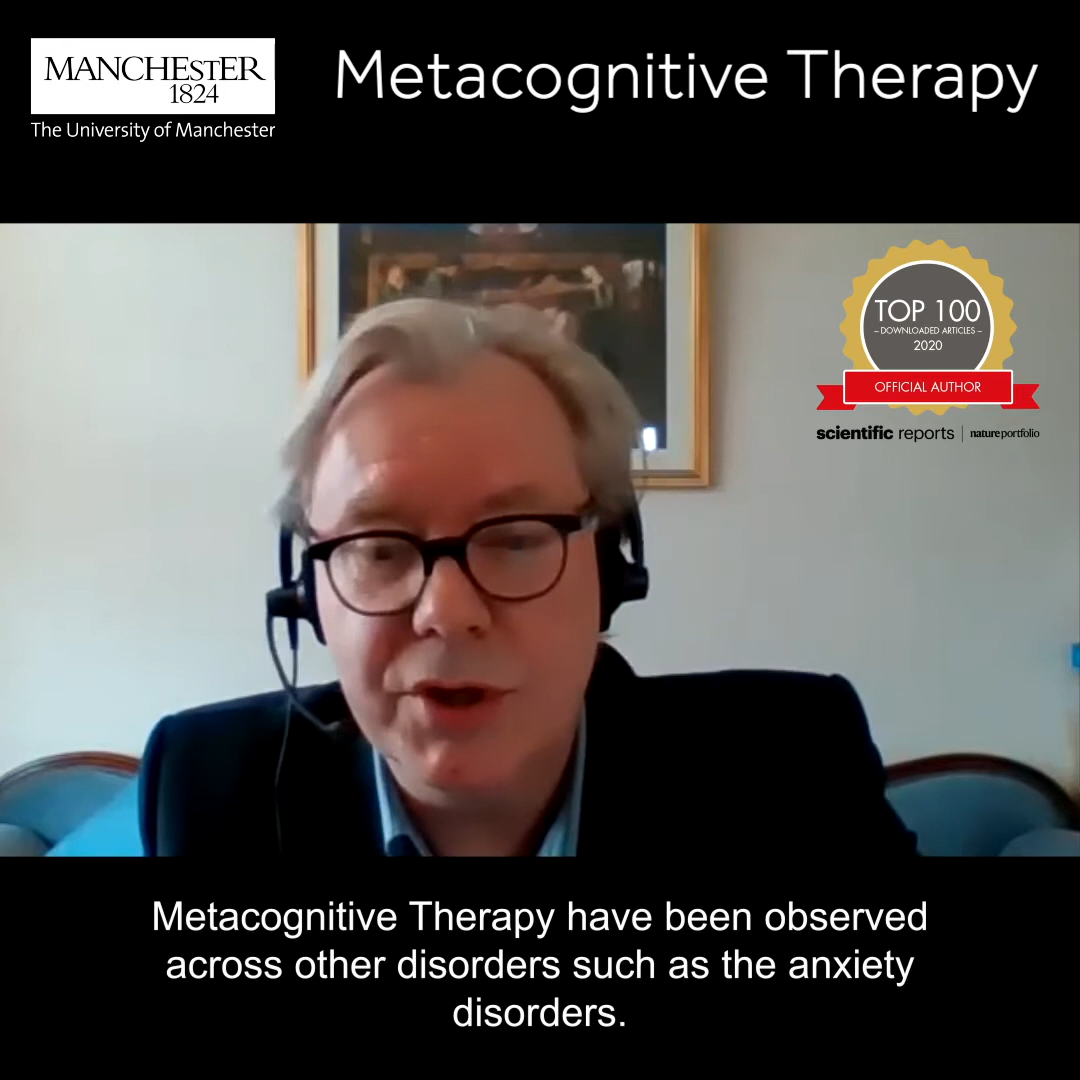 MANCHESTER
1824
The University of Manchester
Metacognitive Therapy
TOP 100
– DOWNLOADED ARTICLES –
2020
OFFICIAL AUTHOR
scientific reports | natureportfolio
Metacognitive Therapy have been observed
across other disorders such as the anxiety
disorders.